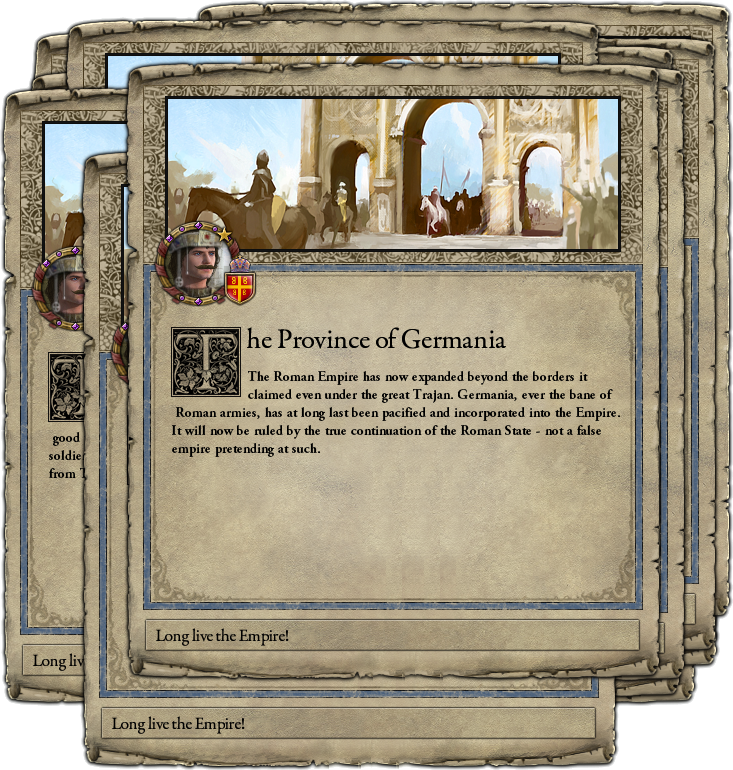 The Province of Germania
The Roman Empire has now expanded beyond the borders it
claimed even under the great Trajan. Germania, ever the bane of
Roman armies, has at long last been pacified and incorporated into the Empire.
It will now be ruled by the true continuation of the Roman State - not a false
empire pretending at such.
Long live the Empire!
good
from
Long
Long live the Empire!